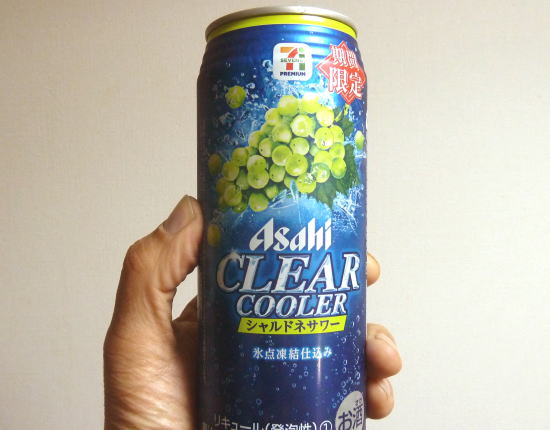 期間
限定
SEVEN & i
PREMIUM
Asahi
CLEAR
COOLER
シャルドネサワー
氷点凍結仕込み
リキュール(発泡性)①
お酒